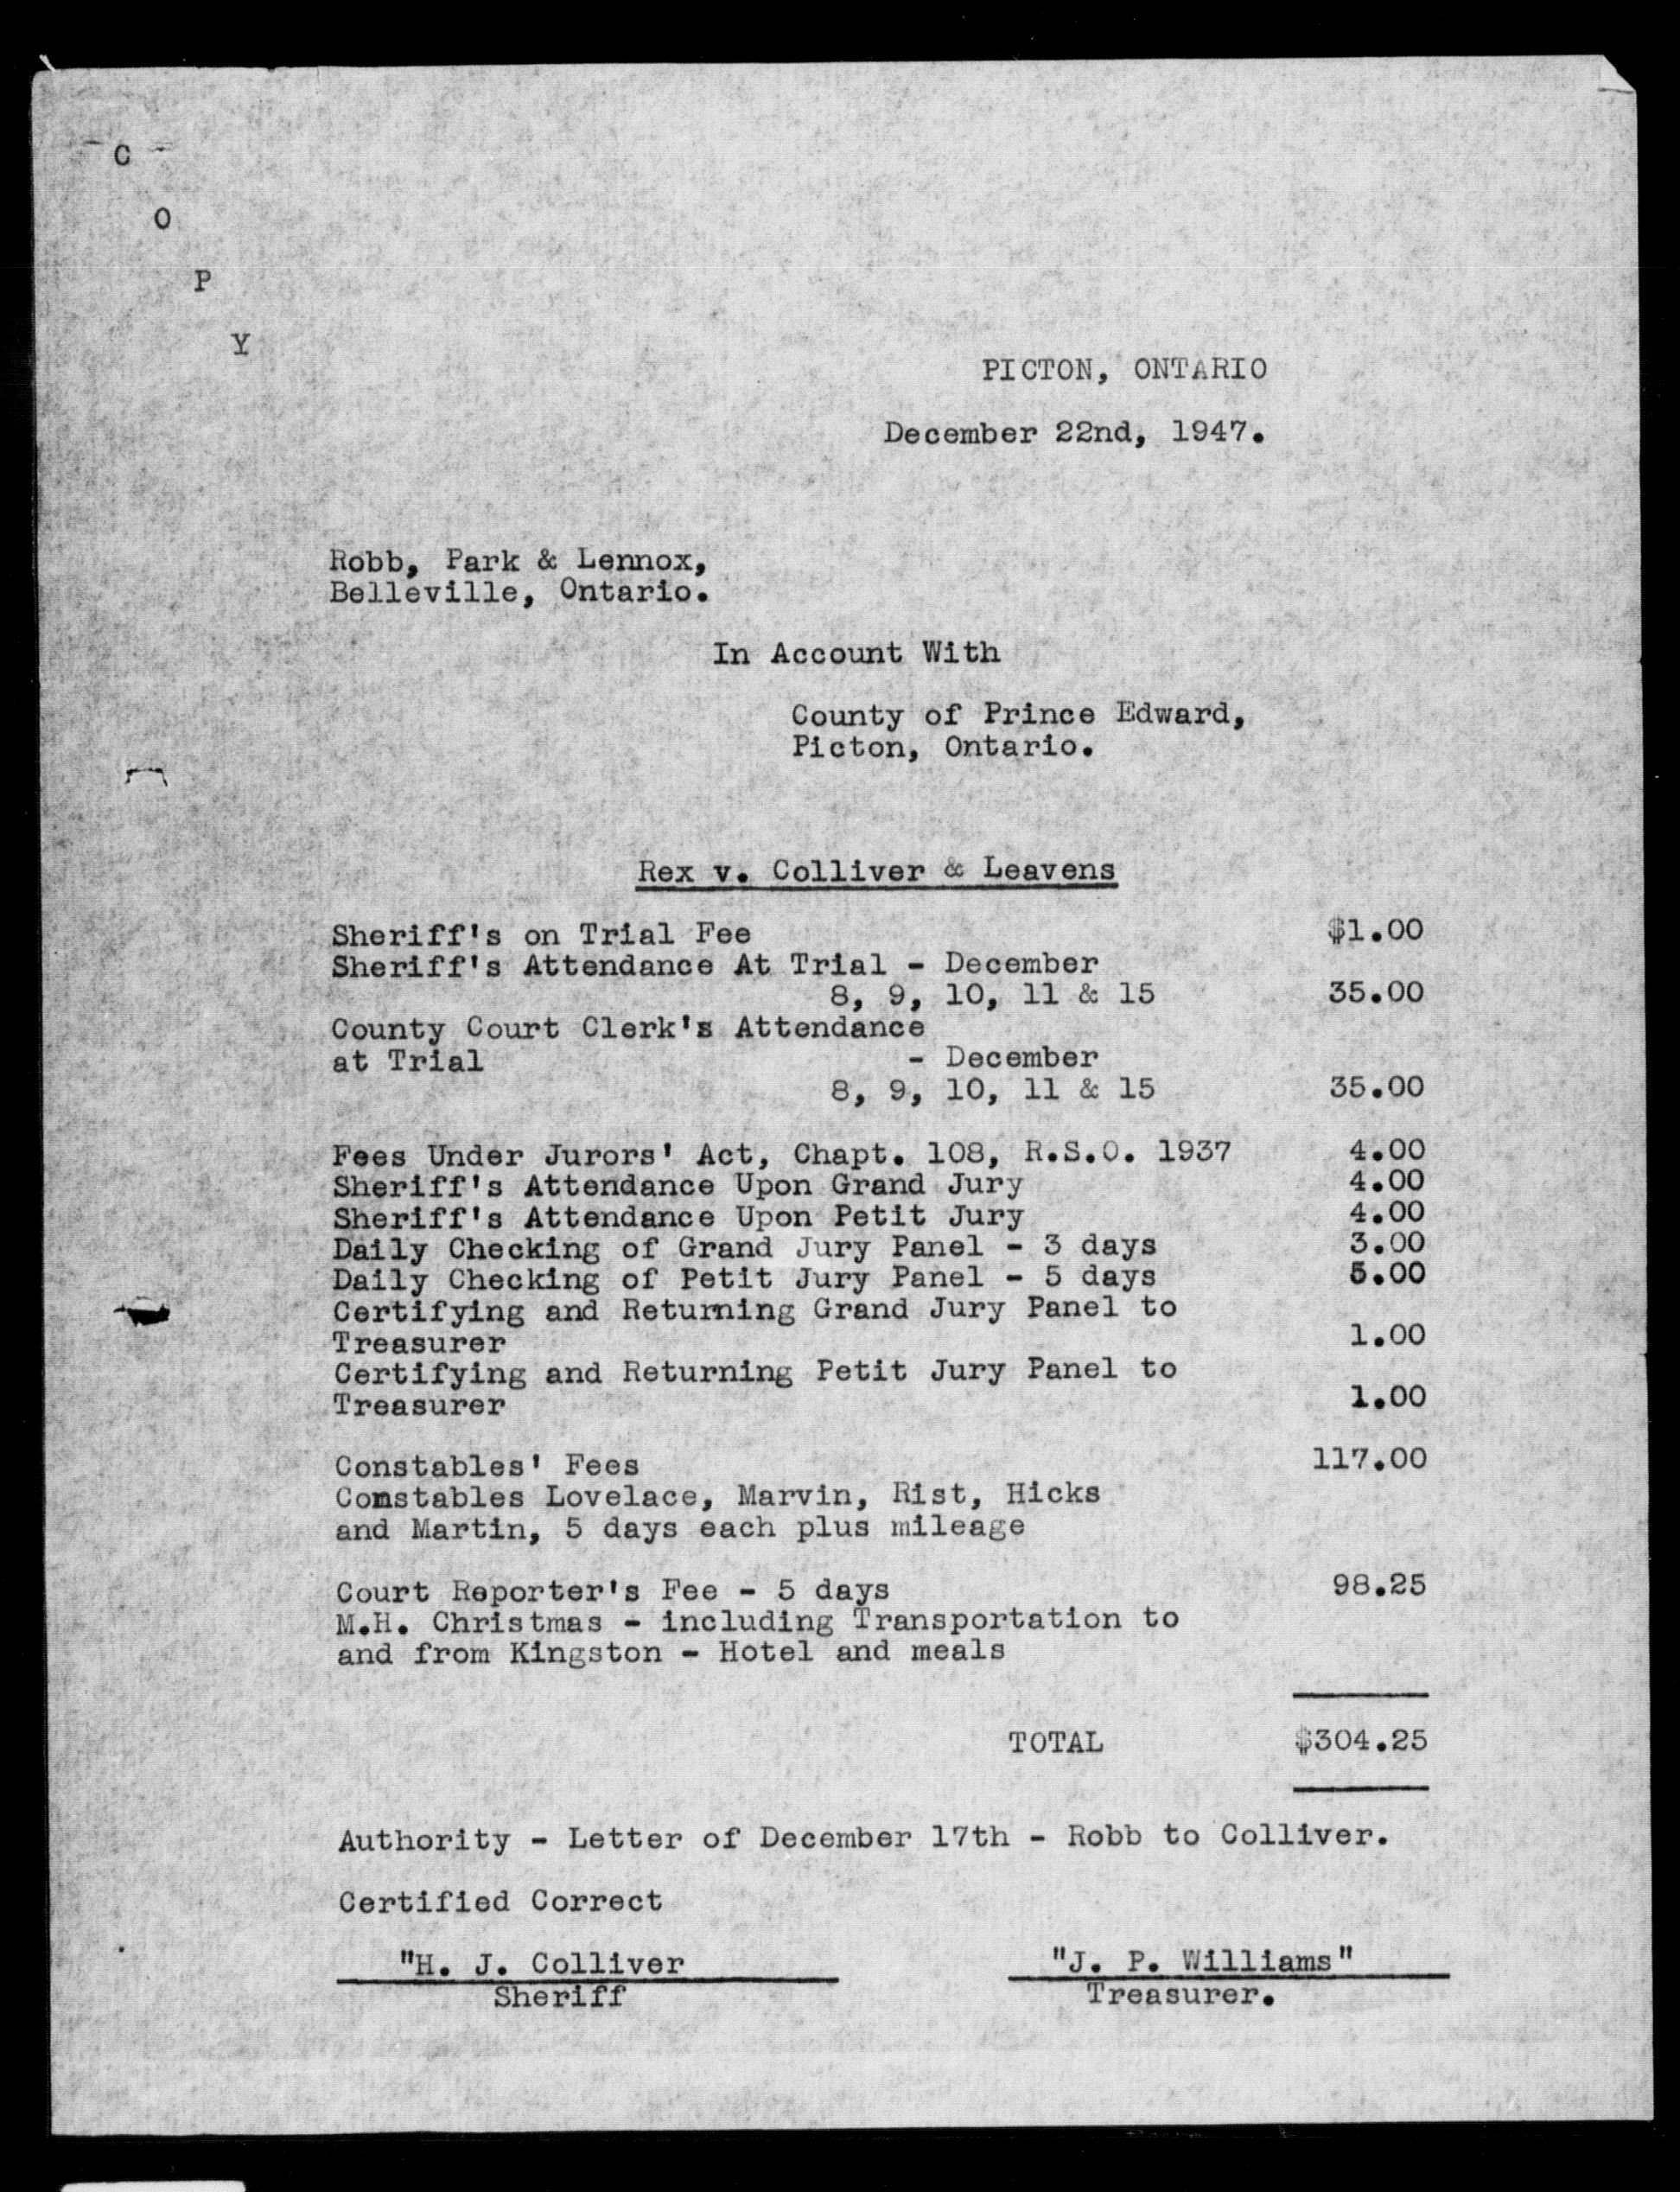 C
O
P
Y
PICTON, ONTARIO
December 22nd, 1947.
Robb, Park & Lennox,
Belleville, Ontario.
In Account With
County of Prince Edward,
Picton, Ontario.
Rex v. Colliver & Leavens
Sheriff's on Trial Fee $1.00
Sheriff's Attendance At Trial - December
8, 9, 10, 11 & 15 35.00
County Court Clerk's Attendance
at Trial - December
8, 9, 10, 11 & 15 35.00
Fees Under Jurors' Act, Chapt. 108, R.S.O. 1937 4.00
Sheriff's Attendance Upon Grand Jury 4.00
Sheriff's Attendance Upon Petit Jury 4.00
Daily Checking of Grand Jury Panel - 3 days 3.00
Daily Checking of Petit Jury Panel - 5 days 5.00
Certifying and Returning Grand Jury Panel to
Treasurer 1.00
Certifying and Returning Petit Jury Panel to
Treasurer 1.00
Constables' Fees 117.00
Constables Lovelace, Marvin, Rist, Hicks
and Martin, 5 days each plus mileage
Court Reporter's Fee - 5 days 98.25
M.H. Christmas - including Transportation to
and from Kingston - Hotel and meals
TOTAL $304.25
Authority - Letter of December 17th - Robb to Colliver.
Certified Correct
"H. J. Colliver "J. P. Williams"
Sheriff Treasurer.